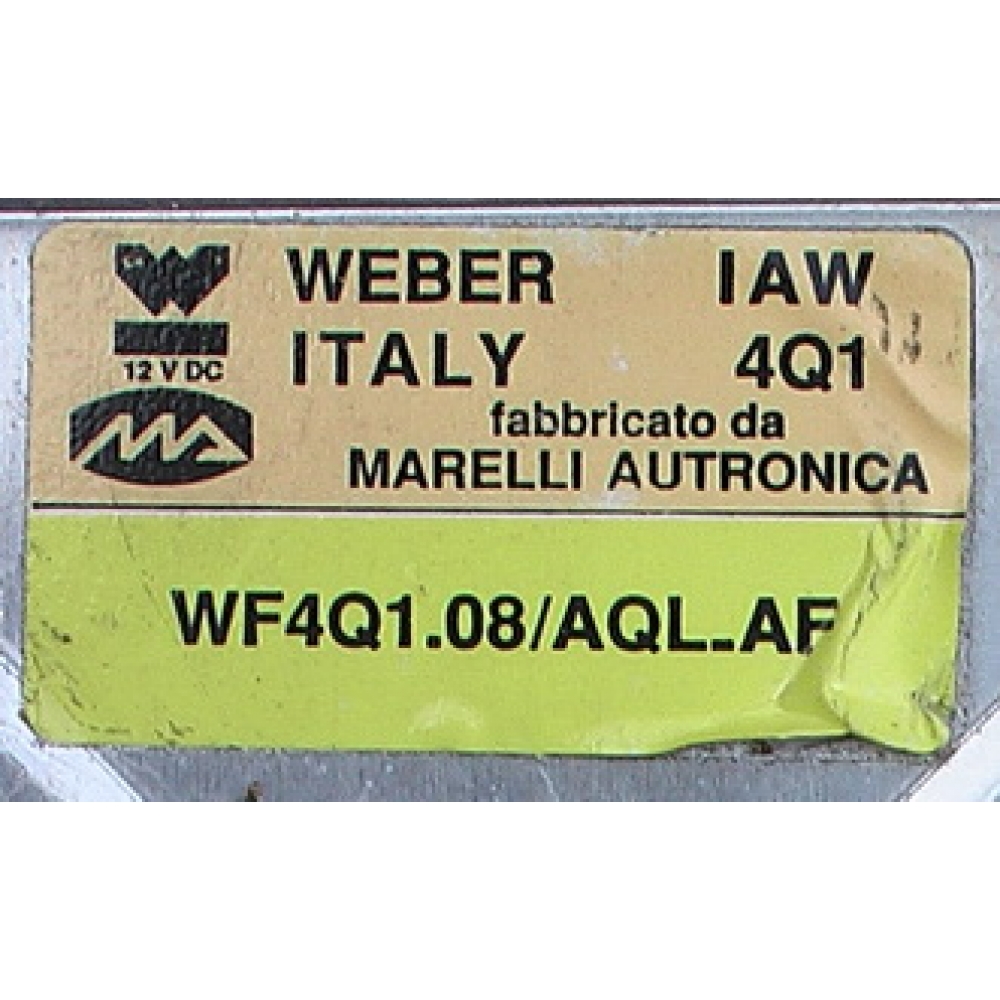 WEBER IAW
ITALY 4Q1
12 V DC
fabbricato da
MARELLI AUTRONICA
WF4Q1.08/AQL-AF